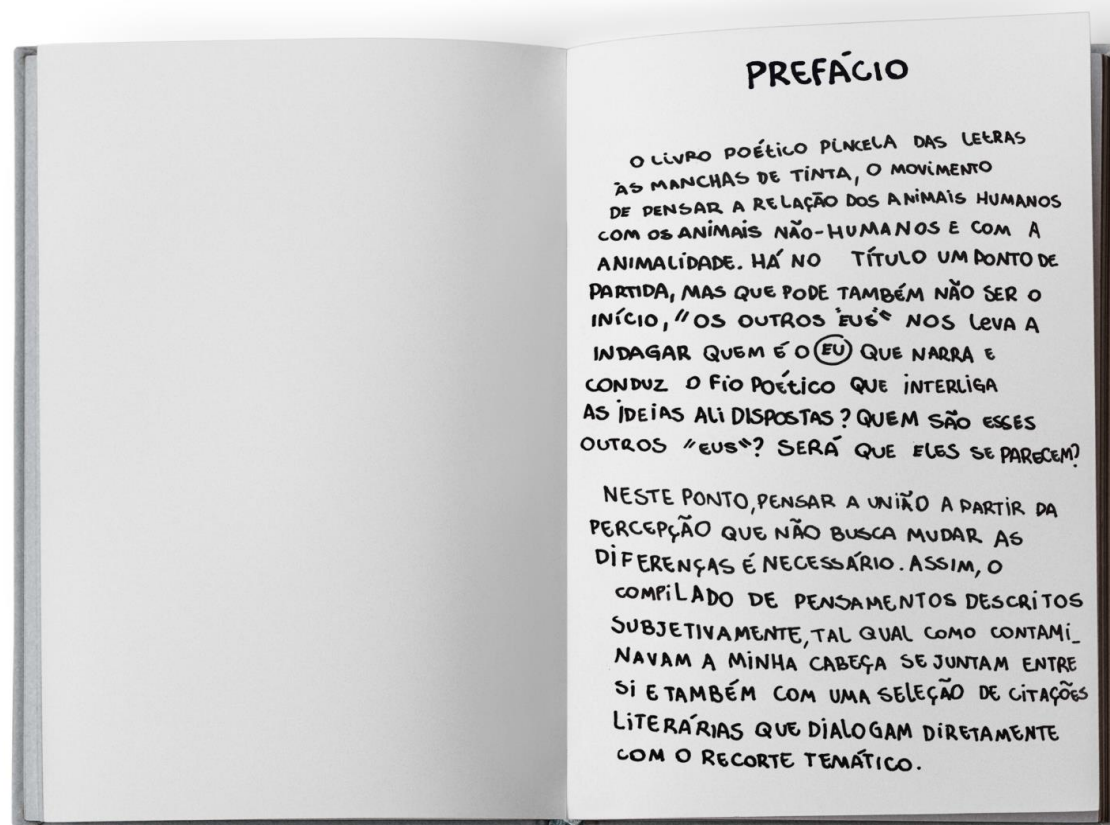 PREFÁCIO
O LIVRO POÉTICO PINCELA DAS LETRAS
ÀS MANCHAS DE TINTA, O MOVIMENTO
DE PENSAR A RELAÇÃO DOS ANIMAIS HUMANOS
COM OS ANIMAIS NÃO-HUMANOS E COM A
ANIMALIDADE. HÁ NO TÍTULO UM PONTO DE
PARTIDA, MAS QUE PODE TAMBÉM NÃO SER O
INÍCIO, "OS OUTROS 'EUS'" NOS LEVA A
INDAGAR QUEM É O EU QUE NARRA E
CONDUZ O FIO POÉTICO QUE INTERLIGA
AS IDEIAS ALI DISPOSTAS? QUEM SÃO ESSES
OUTROS "EUS"? SERÁ QUE ELES SE PARECEM?
NESTE PONTO, PENSAR A UNIÃO A PARTIR DA
PERCEPÇÃO QUE NÃO BUSCA MUDAR AS
DIFERENÇAS É NECESSÁRIO. ASSIM, O
COMPILADO DE PENSAMENTOS DESCRITOS
SUBJETIVAMENTE, TAL QUAL COMO CONTAMI_
NAVAM A MINHA CABEÇA SE JUNTAM ENTRE
SI E TAMBÉM COM UMA SELEÇÃO DE CITAÇÕES
LITERÁRIAS QUE DIALOGAM DIRETAMENTE
COM O RECORTE TEMÁTICO.